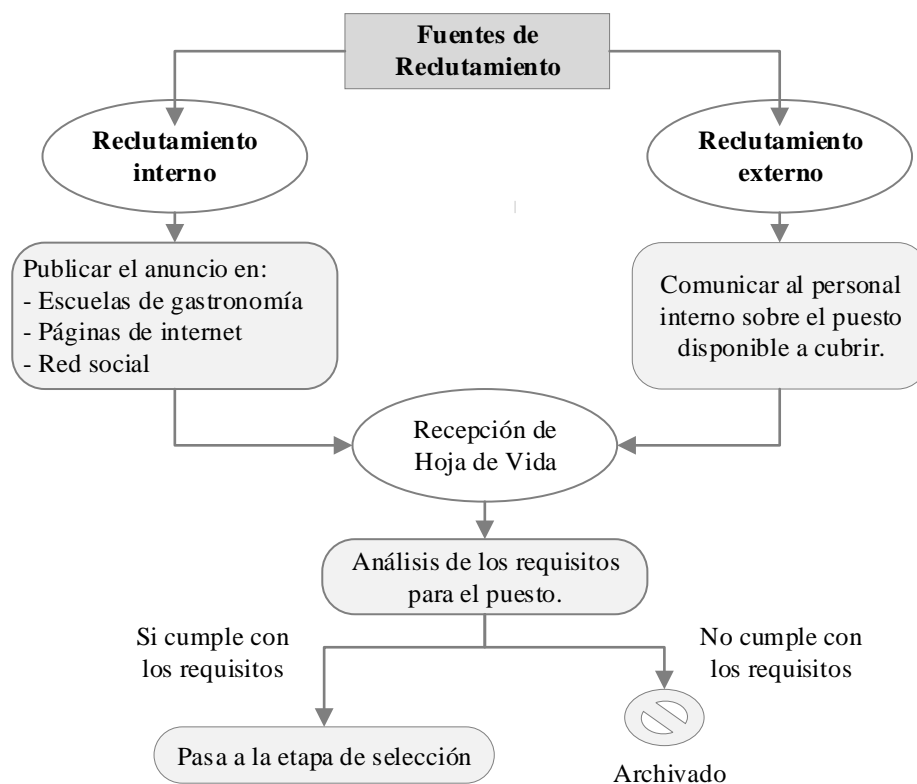 Fuentes de
Reclutamiento
Reclutamiento
interno
Reclutamiento
externo
Publicar el anuncio en:
- Escuelas de gastronomía
- Páginas de internet
- Red social
Comunicar al personal
interno sobre el puesto
disponible a cubrir.
Recepción de
Hoja de Vida
Análisis de los requisitos
para el puesto.
Si cumple con
los requisitos
No cumple con
los requisitos
Pasa a la etapa de selección
Archivado